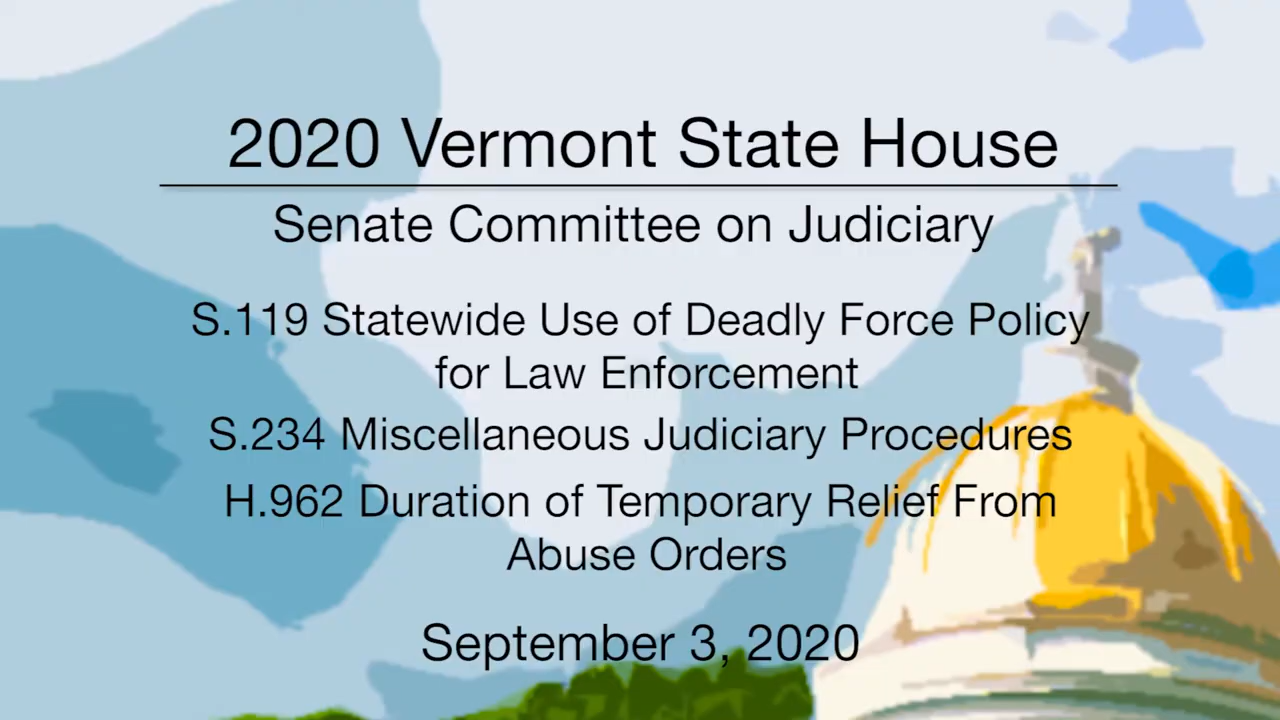 2020 Vermont State House
Senate Committee on Judiciary
S.119 Statewide Use of Deadly Force Policy
for Law Enforcement
S.234 Miscellaneous Judiciary Procedures
H.962 Duration of Temporary Relief From
Abuse Orders
September 3, 2020